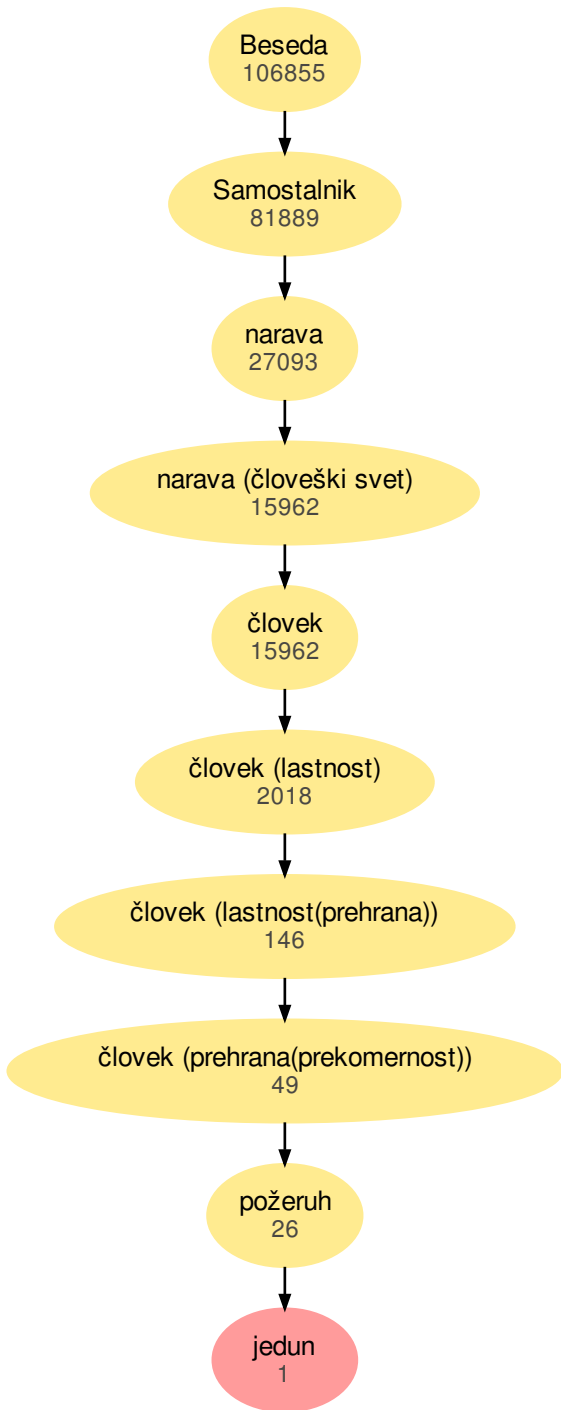 Beseda
106855
Samostalnik
81889
narava
27093
narava (človeški svet)
15962
človek
15962
človek (lastnost)
2018
človek (lastnost(prehrana))
146
človek (prehrana(prekomernost))
49
požeruh
26
jedun
1